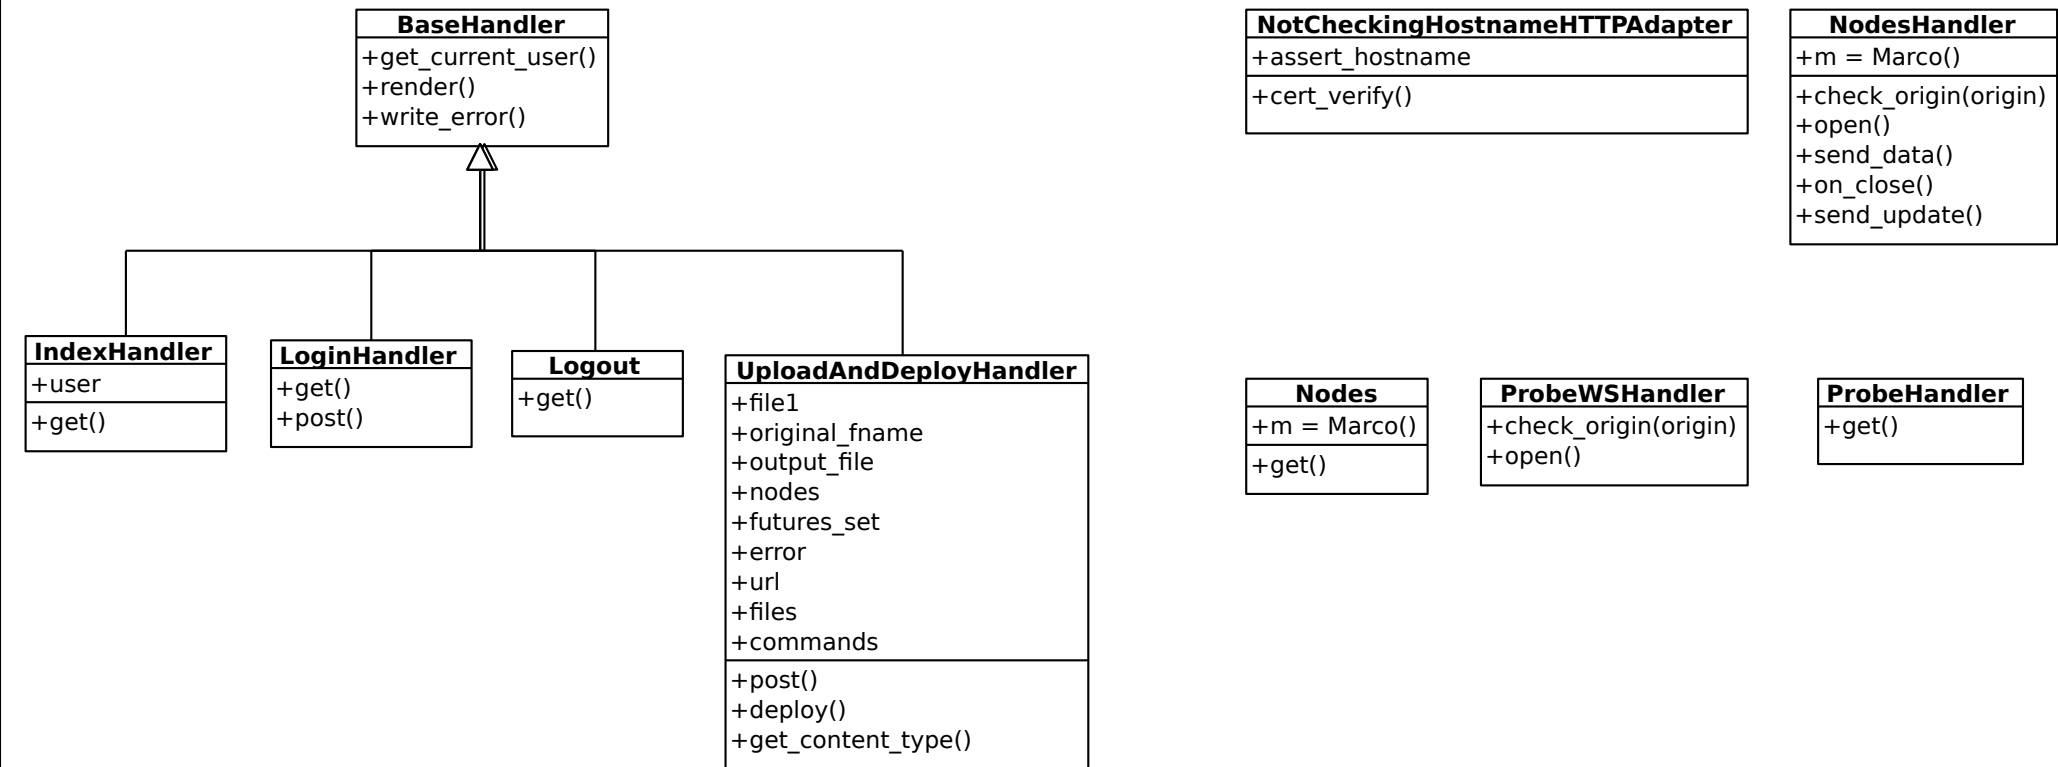 BaseHandler
+get_current_user()
+render()
+write_error()
NotCheckingHostnameHTTPAdapter
+assert_hostname
+cert_verify()
NodesHandler
+m = Marco()
+check_origin(origin)
+open()
+send_data()
+on_close()
+send_update()
IndexHandler
+user
+get()
LoginHandler
+get()
+post()
Logout
+get()
UploadAndDeployHandler
+file1
+original_fname
+output_file
+nodes
+futures_set
+error
+url
+files
+commands
+post()
+deploy()
+get_content_type()
Nodes
+m = Marco()
+get()
ProbeWSHandler
+check_origin(origin)
+open()
ProbeHandler
+get()